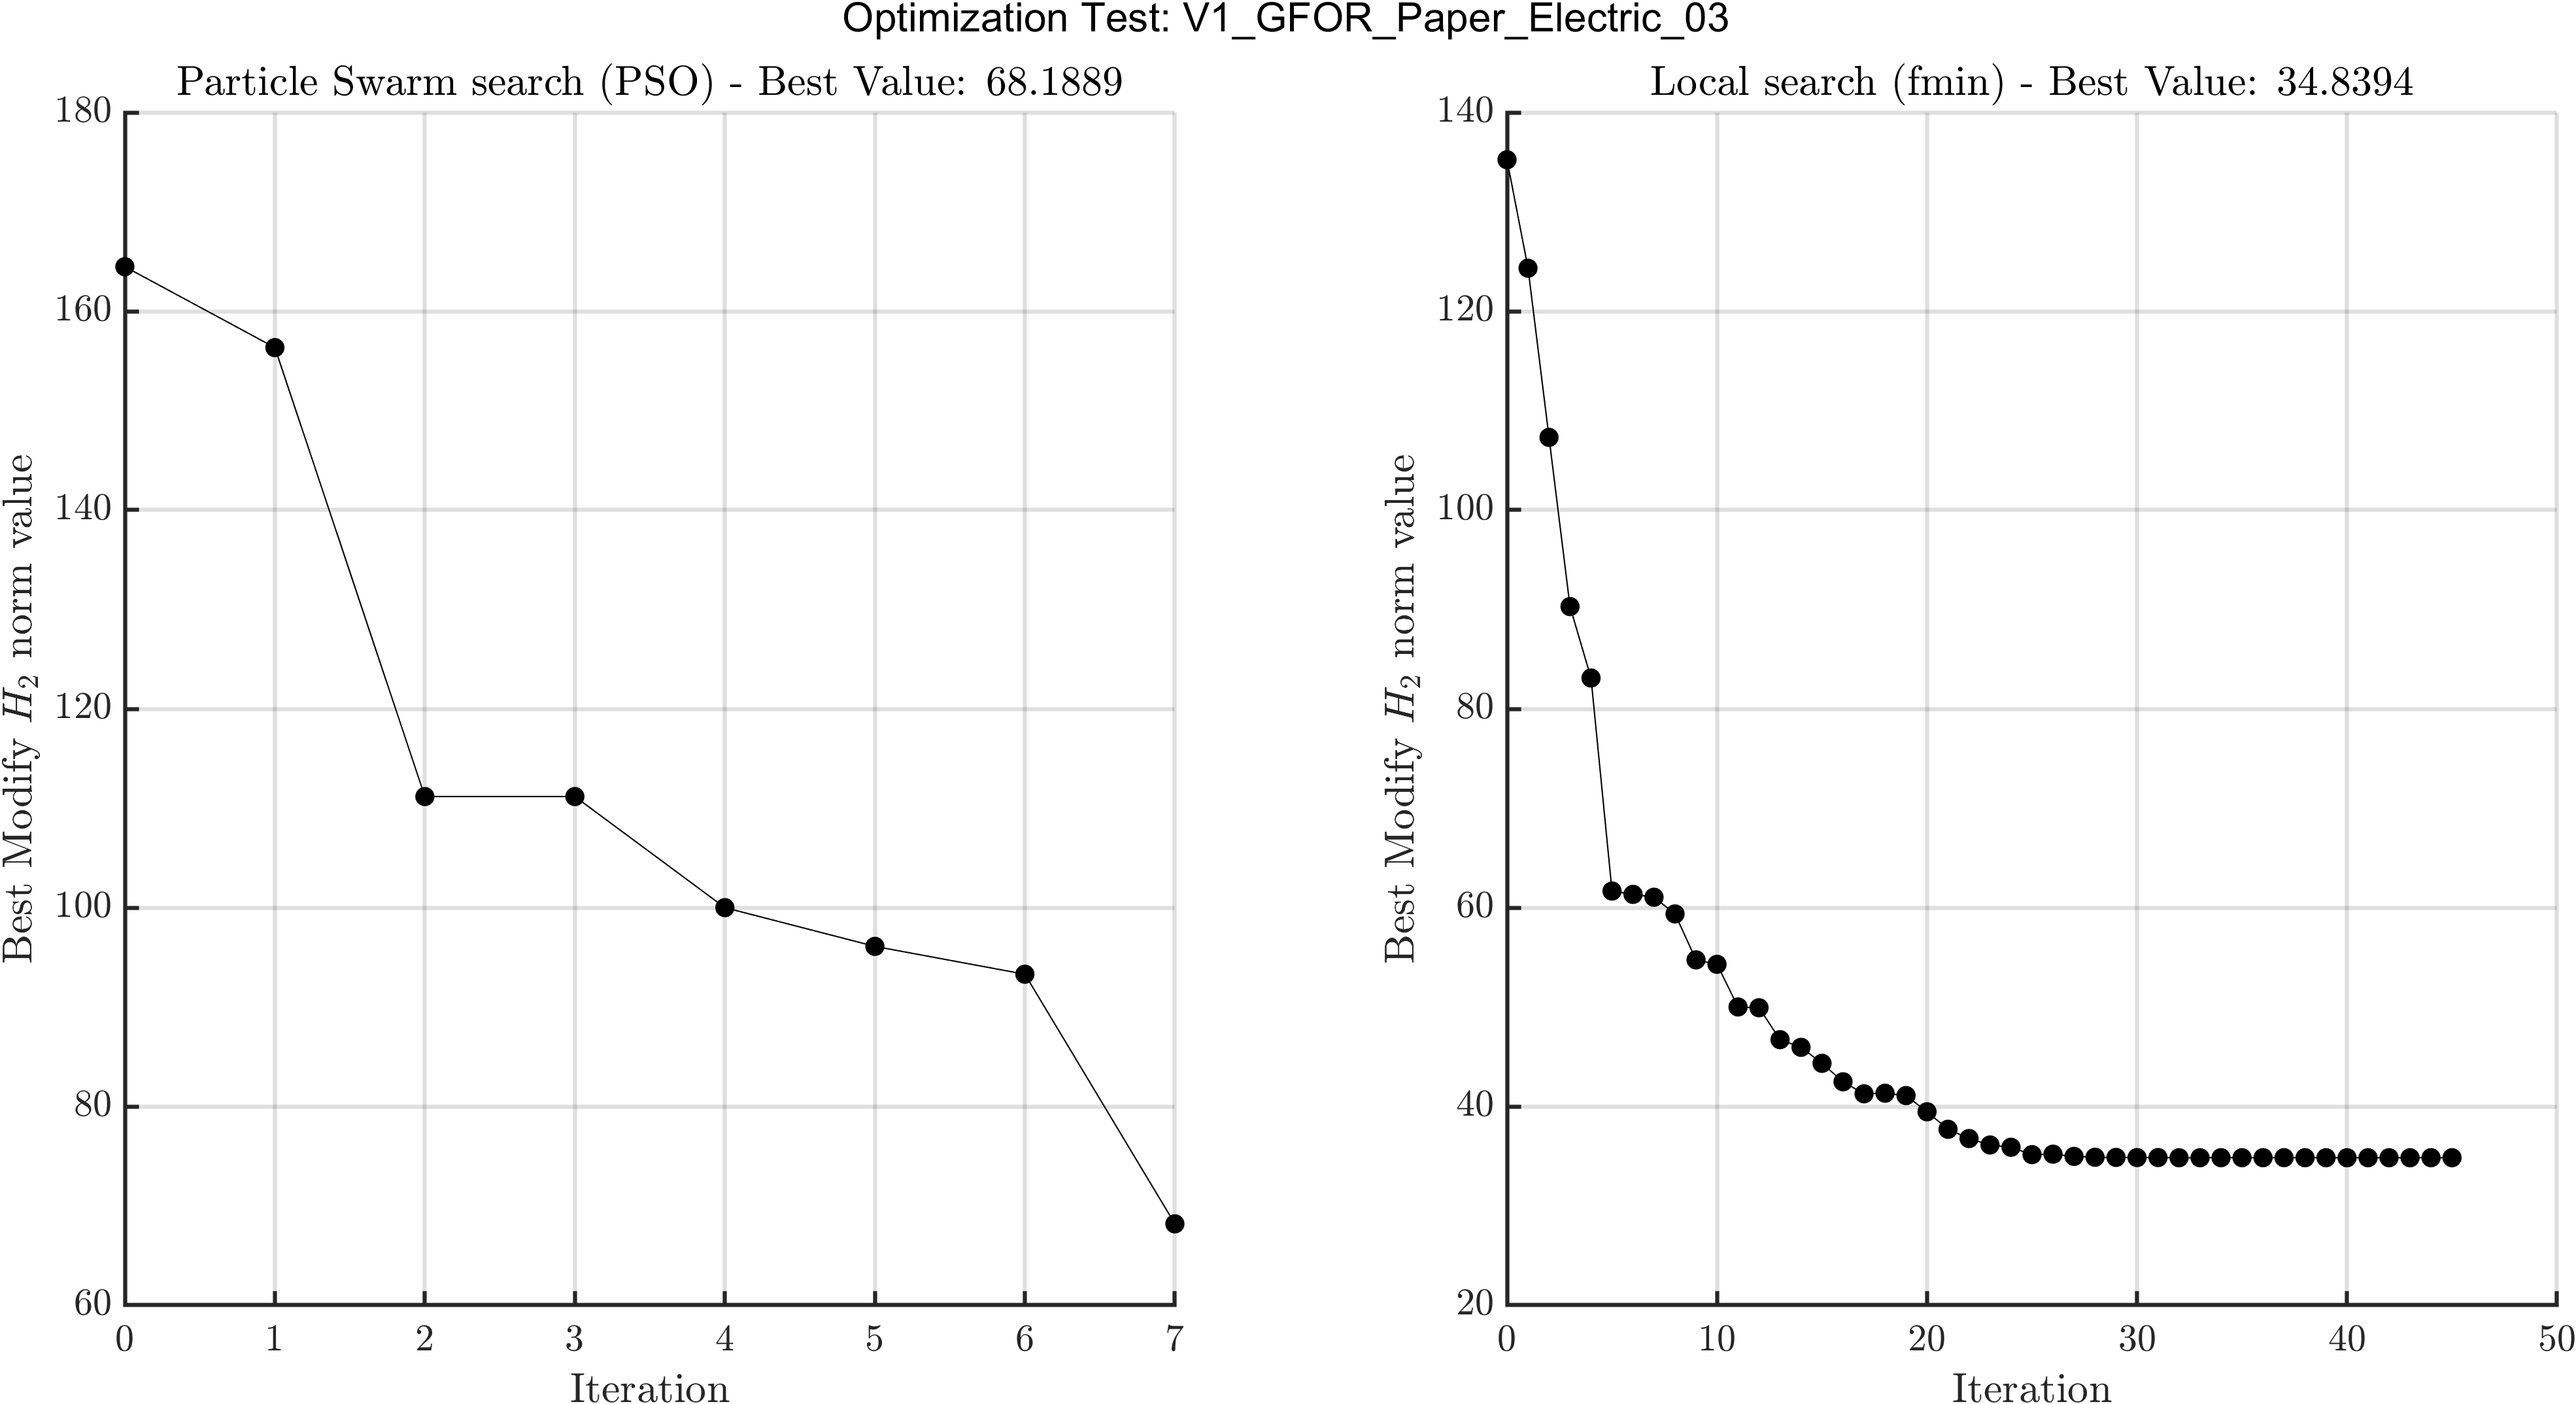 Optimization Test: V1_GFOR_Paper_Electric_03
Particle Swarm search (PSO) - Best Value: 68.1889
180
160
140
120
100
80
60
0 1 2 3 4 5 6 7
Iteration
Best Modify H₂ norm value
Local search (fmin) - Best Value: 34.8394
140
120
100
80
60
40
20
0 10 20 30 40 50
Iteration
Best Modify H₂ norm value